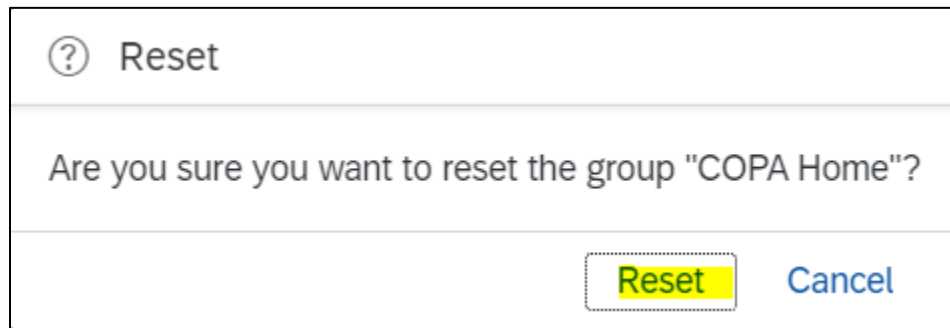 Reset
Are you sure you want to reset the group "COPA Home"?
Reset Cancel